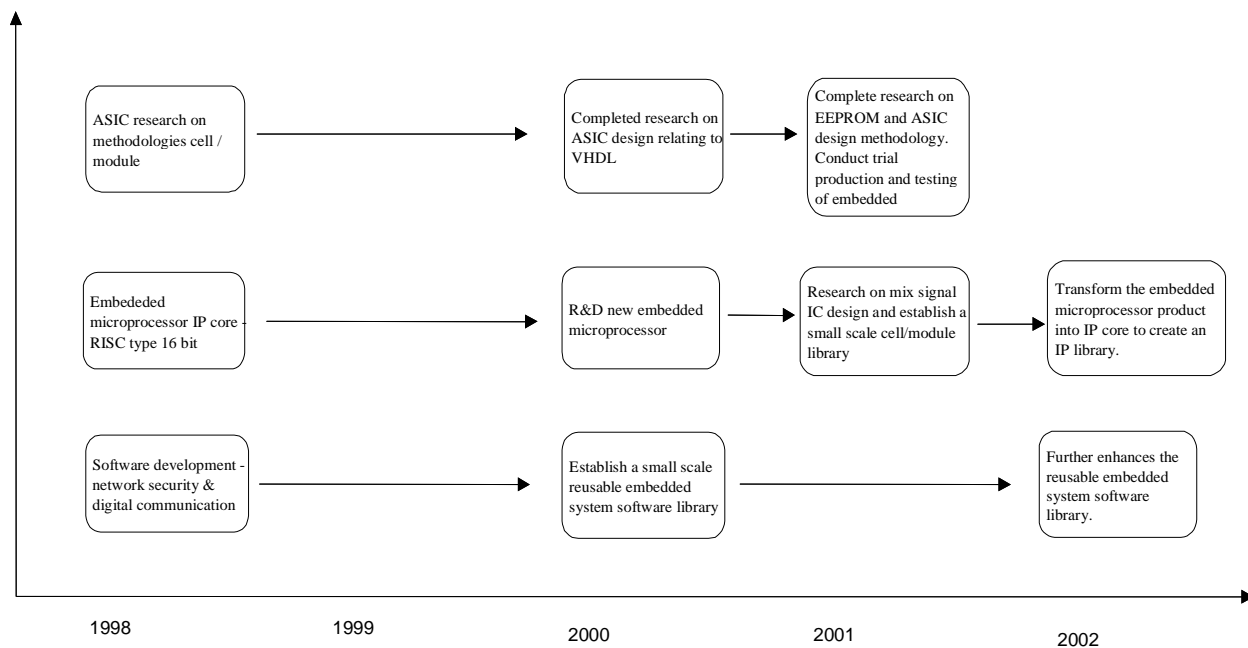 ASIC research on
methodologies cell /
module
Completed research on
ASIC design relating to
VHDL
Complete research on
EEPROM and ASIC
design methodology.
Conduct trial
production and testing
of embedded
Embededed
microprocessor IP core -
RISC type 16 bit
R&D new embedded
microprocessor
Research on mix signal
IC design and establish a
small scale cell/module
library
Transform the embedded
microprocessor product
into IP core to create an
IP library.
Software development -
network security &
digital communication
Establish a small scale
reusable embedded
system software library
Further enhances the
reusable embedded
system software
library.
1998
1999
2000
2001
2002